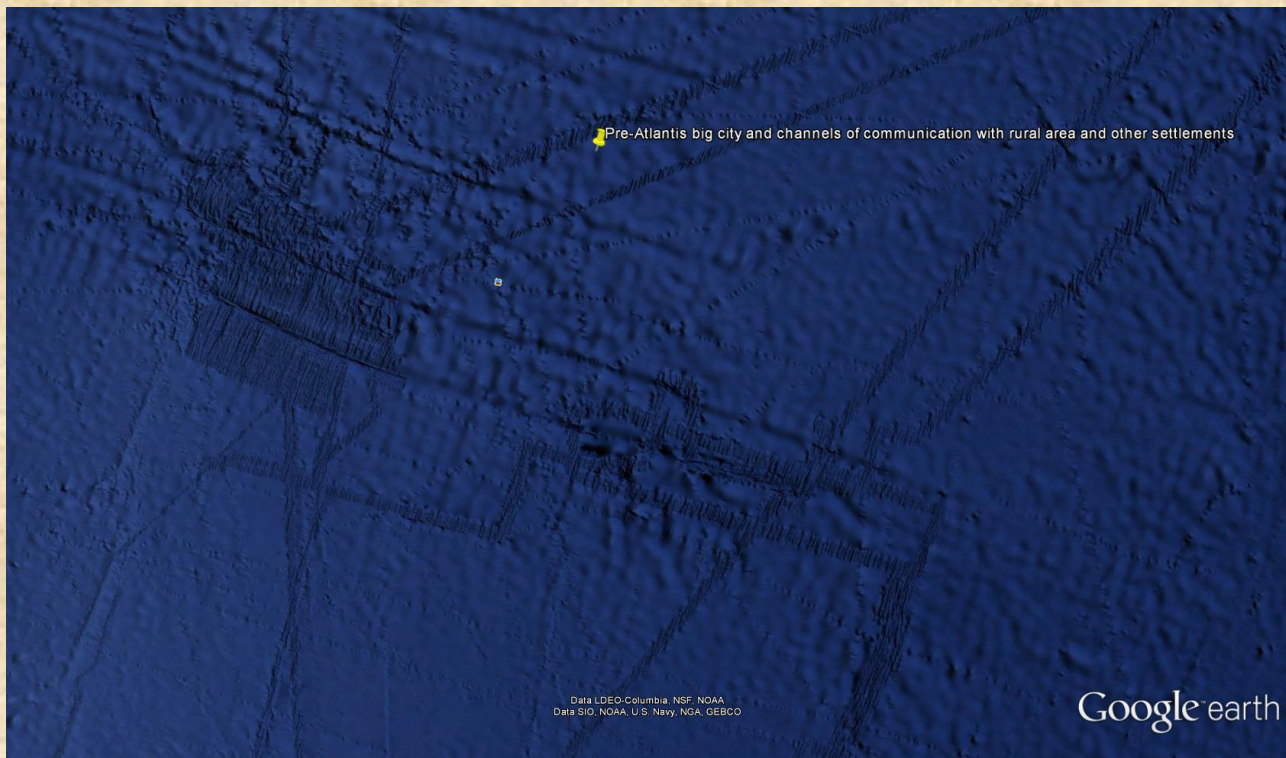 Pre-Atlantis big city and channels of communication with rural area and other settlements
Data LDEO-Columbia, NSF, NOAA
Data SIO, NOAA, U.S. Navy, NGA, GEBCO
Google earth